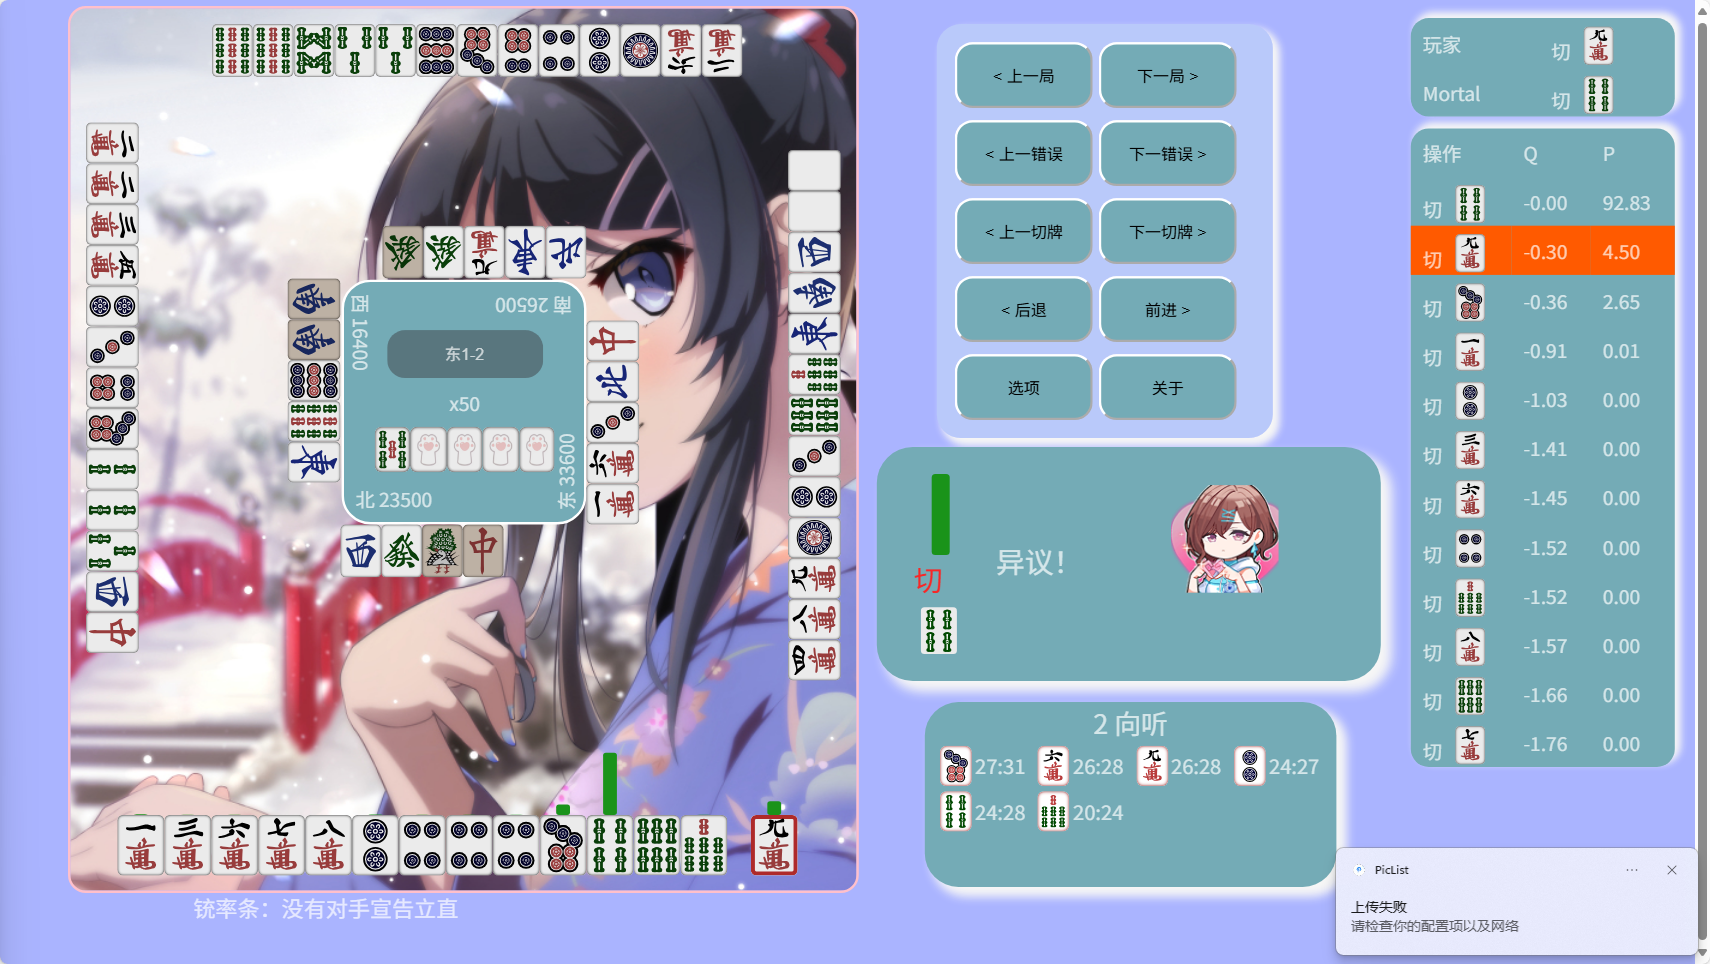 西 16400
南 26500
东1-2
x50
北 23500
东 33600
铳率条：没有对手宣告立直
< 上一局
下一局 >
< 上一错误
下一错误 >
< 上一切牌
下一切牌 >
< 后退
前进 >
选项
关于
切
异议！
2 向听
27:31 26:28 26:28 24:27
24:28 20:24
玩家 切
Mortal 切
操作 Q P
切 -0.00 92.83
切 -0.30 4.50
切 -0.36 2.65
切 -0.91 0.01
切 -1.03 0.00
切 -1.41 0.00
切 -1.45 0.00
切 -1.52 0.00
切 -1.52 0.00
切 -1.57 0.00
切 -1.66 0.00
切 -1.76 0.00
PicList
上传失败
请检查你的配置项以及网络